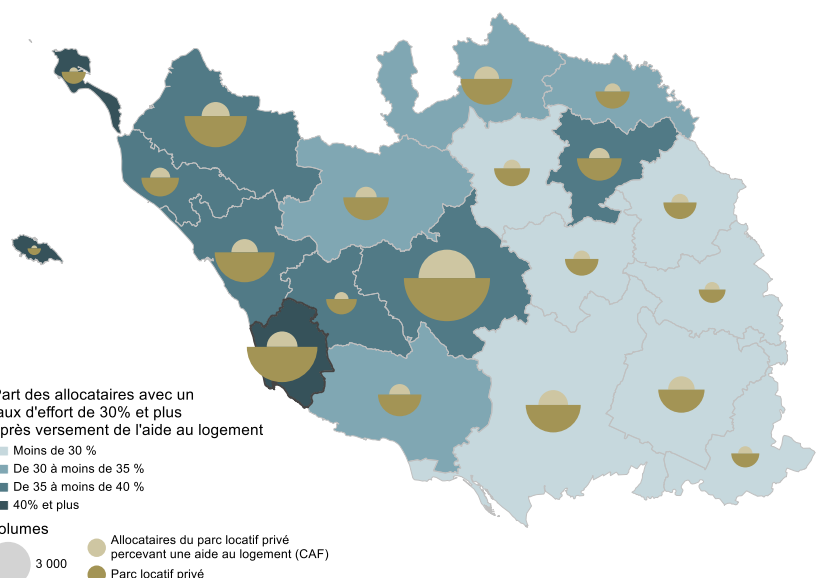 art des allocataires avec un
aux d'effort de 30% et plus
près versement de l'aide au logement
Moins de 30 %
De 30 à moins de 35 %
De 35 à moins de 40 %
40% et plus
olumes
3 000
Allocataires du parc locatif privé
percevant une aide au logement (CAF)
Parc locatif privé